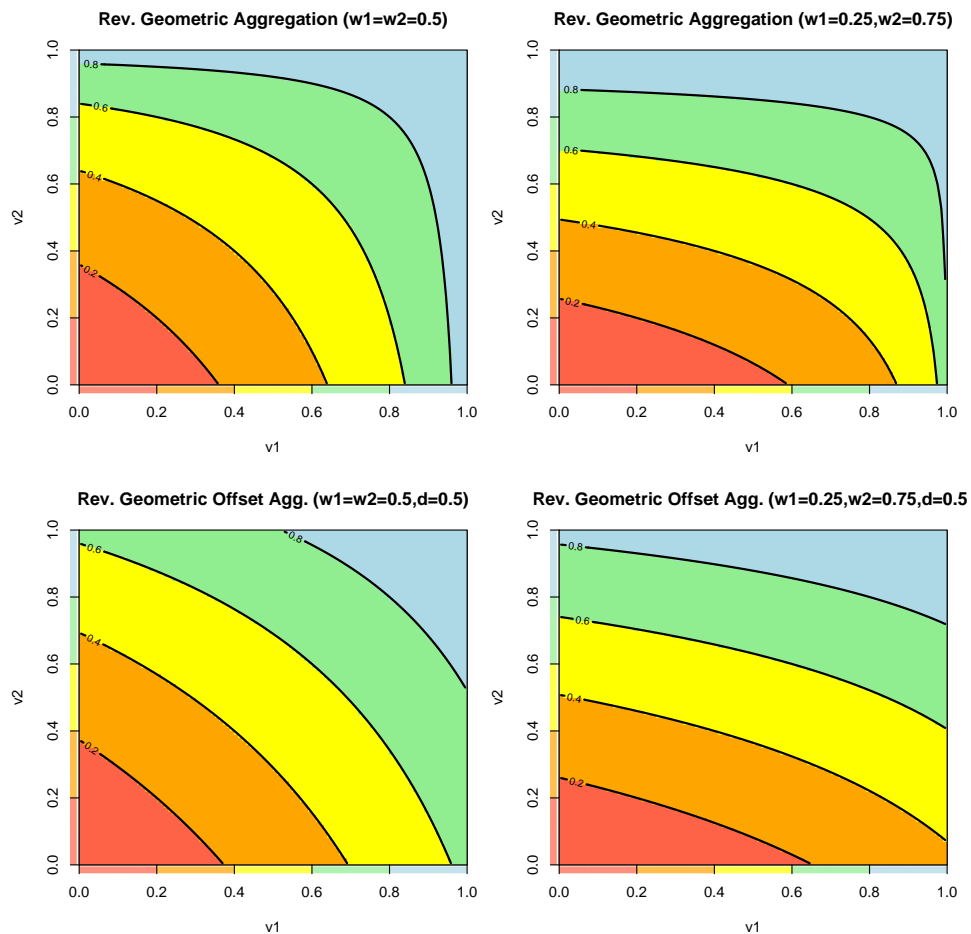 Rev. Geometric Aggregation (w1=w2=0.5)
1.0
0.8
0.6
0.4
0.2
0.0
v2
0.8
0.6
0.4
0.2
0.0 0.2 0.4 0.6 0.8 1.0
v1
Rev. Geometric Aggregation (w1=0.25,w2=0.75)
1.0
0.8
0.6
0.4
0.2
0.0
v2
0.8
0.6
0.4
0.2
0.0 0.2 0.4 0.6 0.8 1.0
v1
Rev. Geometric Offset Agg. (w1=w2=0.5,d=0.5)
1.0
0.8
0.6
0.4
0.2
0.0
v2
0.8
0.6
0.4
0.2
0.0 0.2 0.4 0.6 0.8 1.0
v1
Rev. Geometric Offset Agg. (w1=0.25,w2=0.75,d=0.5
1.0
0.8
0.6
0.4
0.2
0.0
v2
0.8
0.6
0.4
0.2
0.0 0.2 0.4 0.6 0.8 1.0
v1